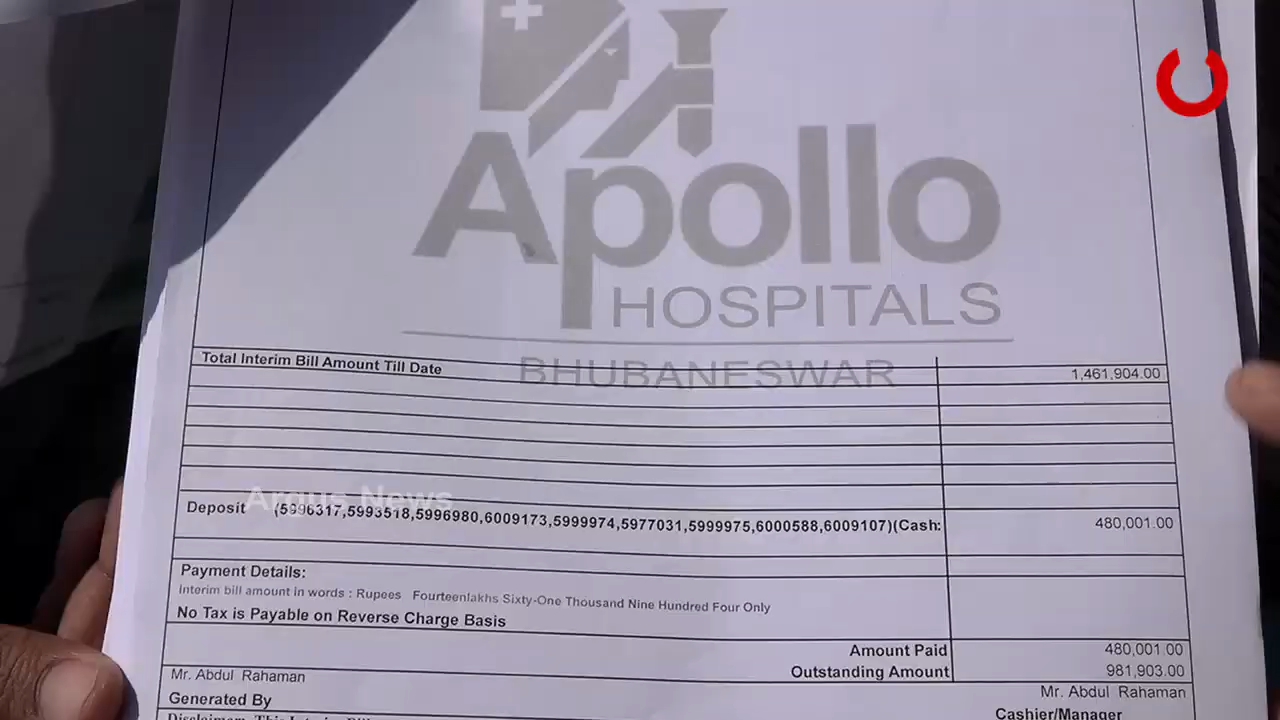 Apollo
HOSPITALS
BHUBANESWAR
Total Interim Bill Amount Till Date 1,461,904.00
Argus News
Deposit (5996317,5993518,5996980,6009173,5999974,5977031,5999975,6000588,6009107)(Cash: 480,001.00
Payment Details:
Interim bill amount in words : Rupees Fourteenlakhs Sixty-One Thousand Nine Hundred Four Only
No Tax is Payable on Reverse Charge Basis
Amount Paid 480,001.00
Outstanding Amount 981,903.00
Mr. Abdul Rahaman Mr. Abdul Rahaman
Generated By Cashier/Manager
Disclaimer: This Interim